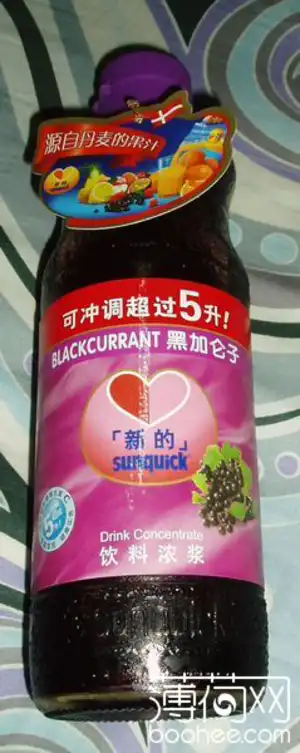 源自丹麦的果汁
可冲调超过5升!
BLACKCURRANT 黑加仑子
「新的」
sunquick
Drink Concentrate
饮料浓浆
薄荷网
boohee.com